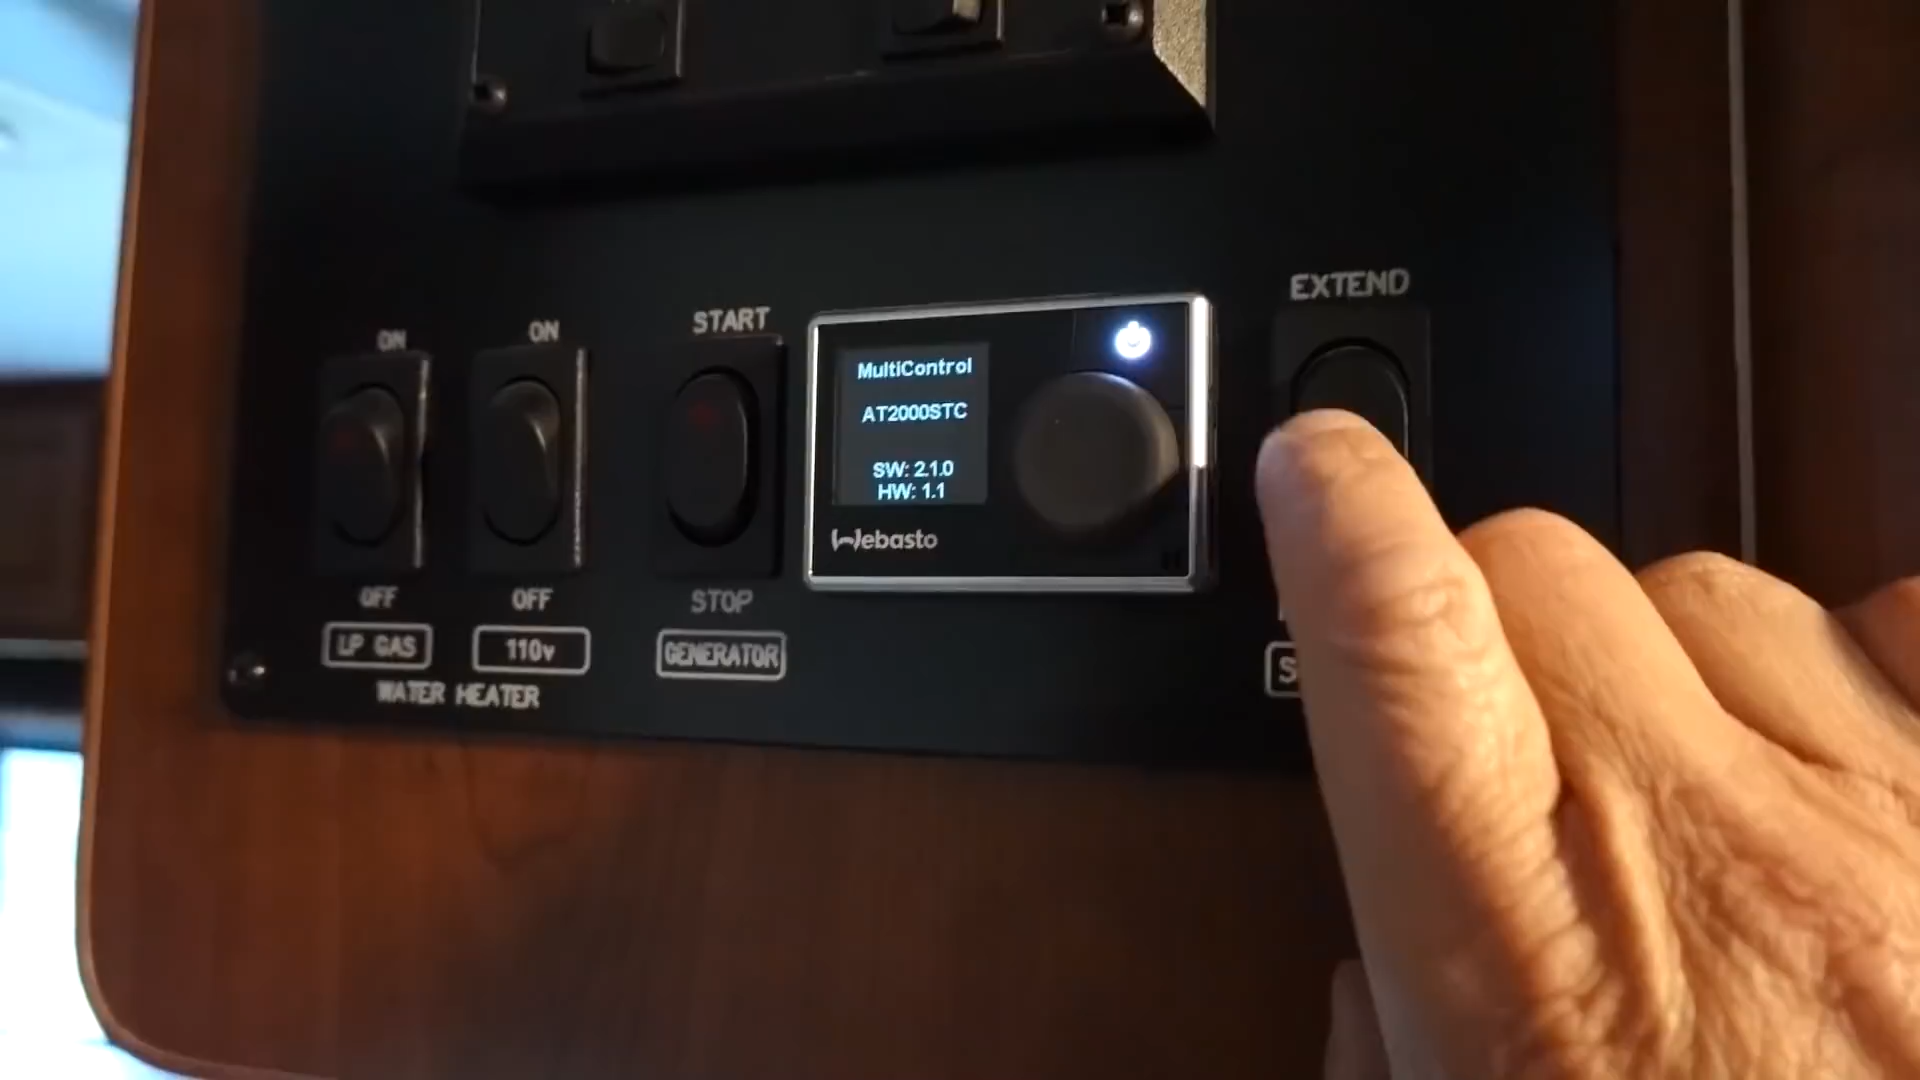 ON
ON
START
EXTEND
MultiControl
AT2000STC
SW: 2.1.0
HW: 1.1
Webasto
OFF
OFF
STOP
LP GAS
110v
GENERATOR
WATER HEATER